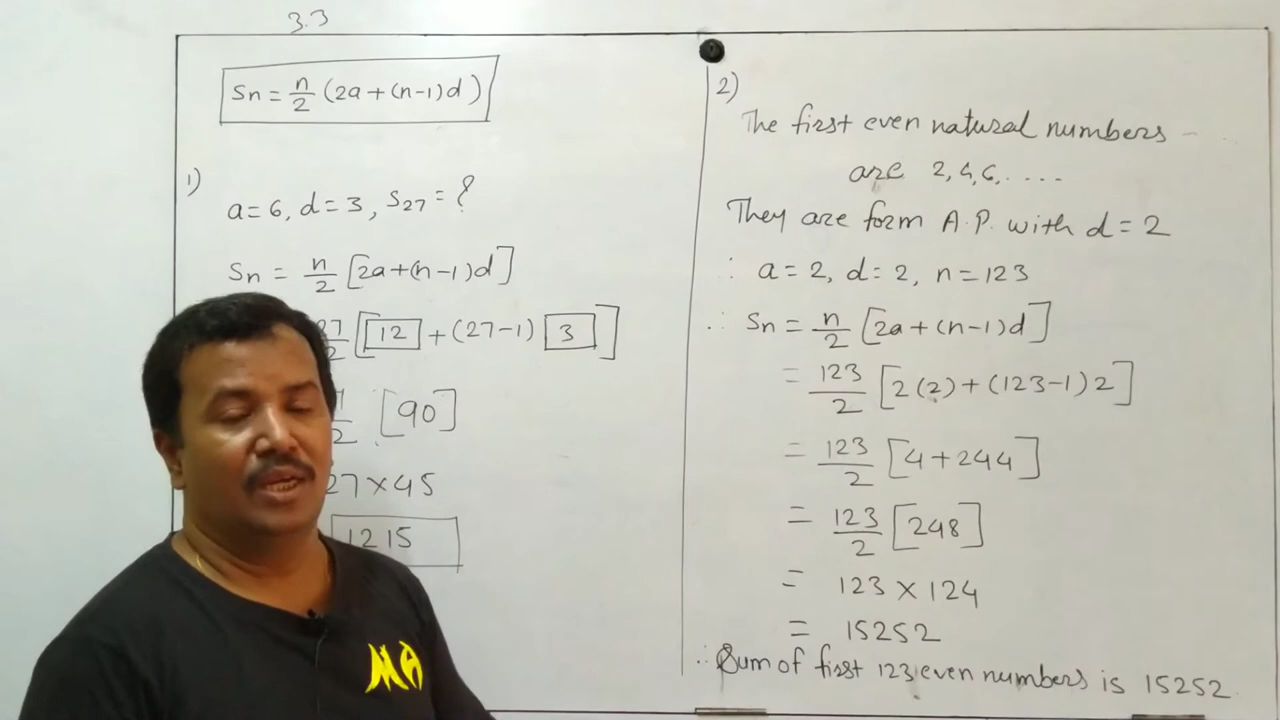 3.3
Sn = n/2 (2a+(n-1)d)
1)
a=6, d=3, S27=?
Sn = n/2 [2a+(n-1)d]
27/2 [12 + (27-1) 3]
/2 [90]
27×45
1215
MA
2)
The first even natural numbers
are 2,4,6,....
They are form A.P. with d=2
∴ a=2, d=2, n=123
∴ Sn = n/2 [2a+(n-1)d]
= 123/2 [2(2)+(123-1)2]
= 123/2 [4+244]
= 123/2 [248]
= 123 × 124
= 15252
∴ Sum of first 123 even numbers is 15252